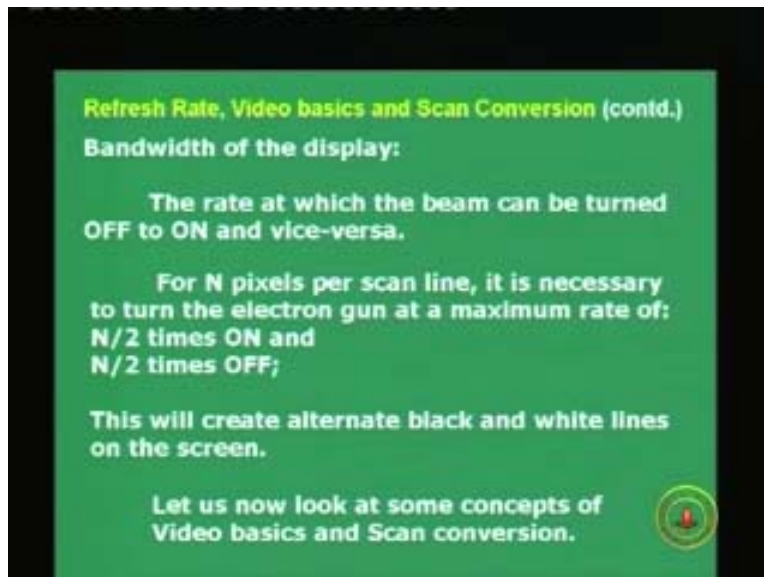 Refresh Rate, Video basics and Scan Conversion (contd.)
Bandwidth of the display:
The rate at which the beam can be turned
OFF to ON and vice-versa.
For N pixels per scan line, it is necessary
to turn the electron gun at a maximum rate of:
N/2 times ON and
N/2 times OFF;
This will create alternate black and white lines
on the screen.
Let us now look at some concepts of
Video basics and Scan conversion.